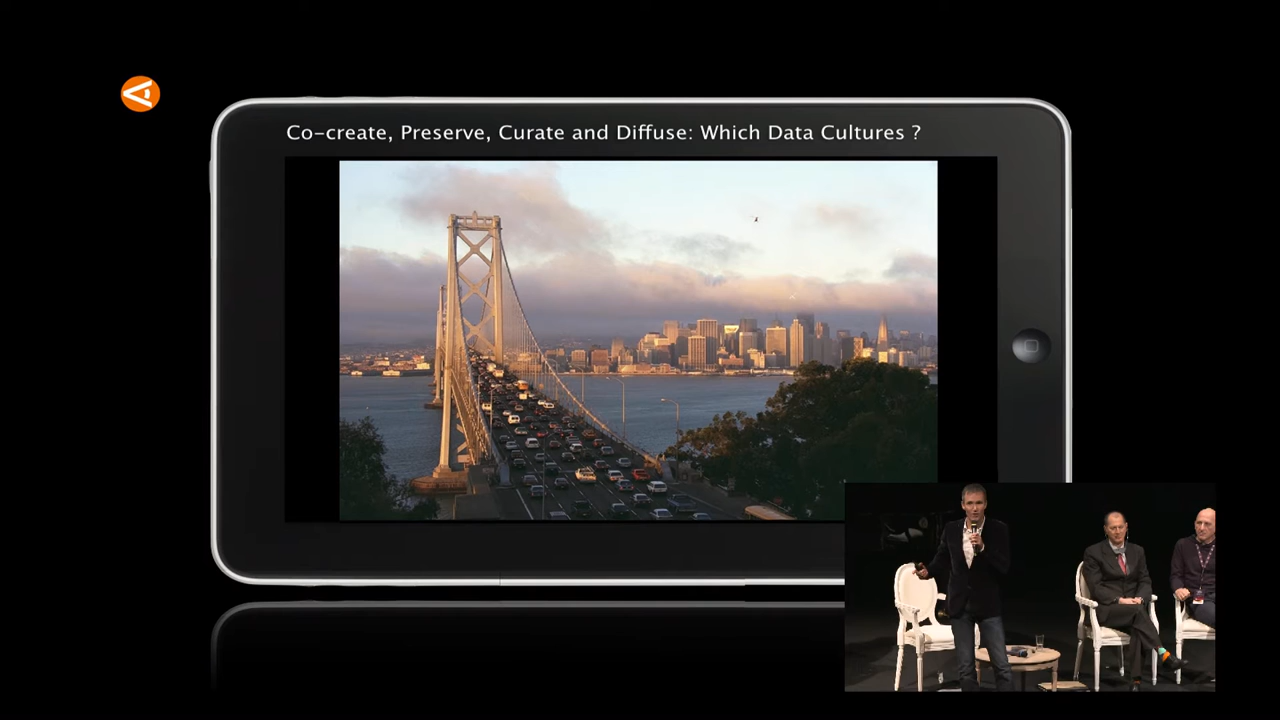 Co-create, Preserve, Curate and Diffuse: Which Data Cultures ?